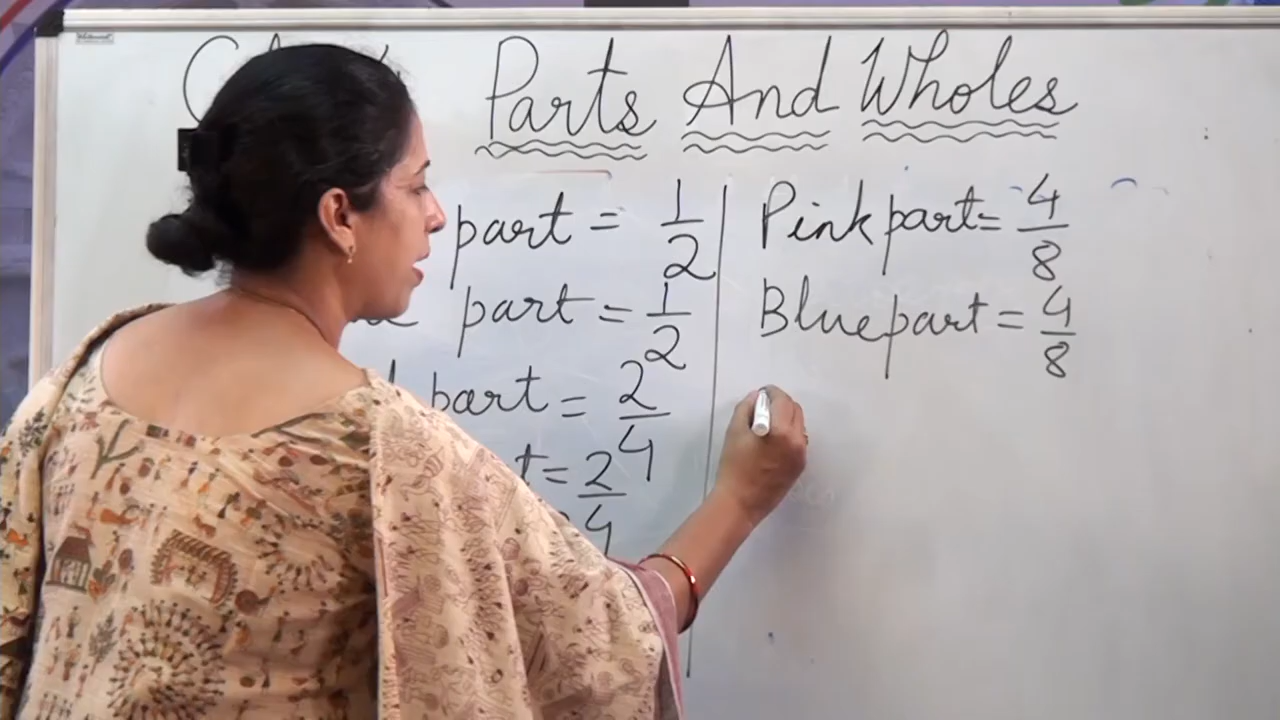 Parts And Wholes
part = 1/2
part = 1/2
part = 2/4
= 2/4
Pink part = 4/8
Blue part = 4/8